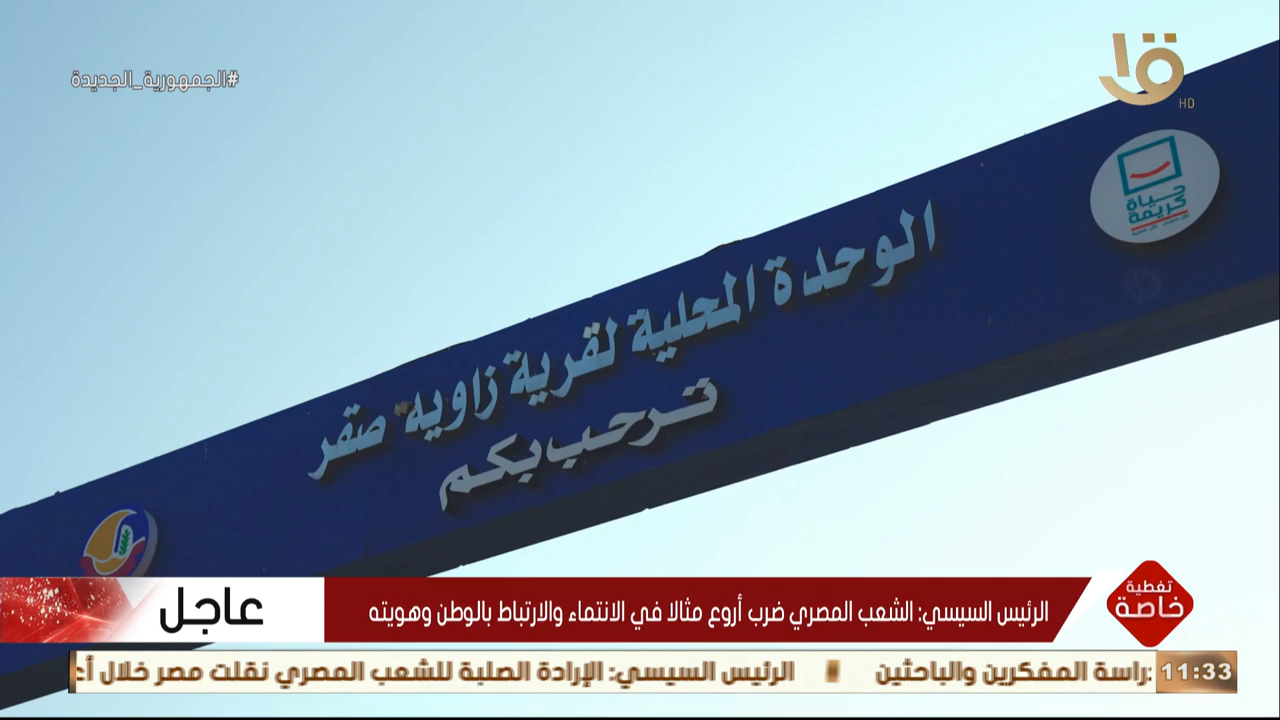 #الجمهورية_الجديدة
HD
حياة
كريمة
الوحدة المحلية لقرية زاوية صقر
ترحب بكم
تغطية
خاصة
عاجل
الرئيس السيسي: الشعب المصري ضرب أروع مثالا في الانتماء والارتباط بالوطن وهويته
11:33
راسة المفكرين والباحثين
الرئيس السيسي: الإرادة الصلبة للشعب المصري نقلت مصر خلال